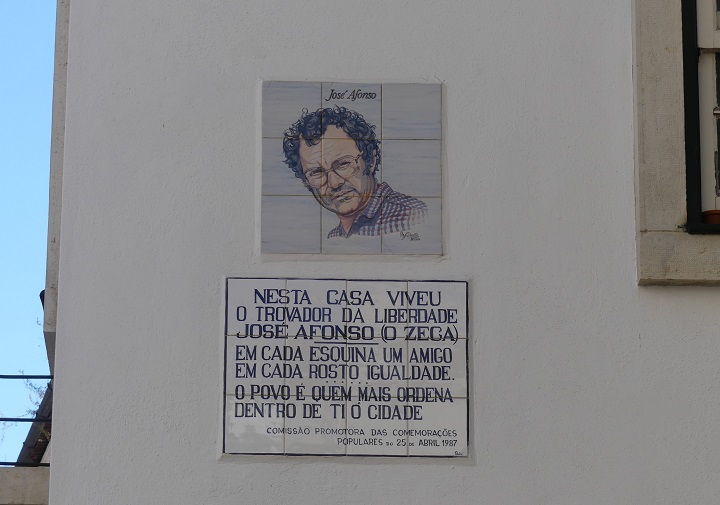 José Afonso
NESTA CASA VIVEU
O TROVADOR DA LIBERDADE
JOSÉ AFONSO (O ZECA)
EM CADA ESQUINA UM AMIGO
EM CADA ROSTO IGUALDADE.
......
O POVO É QUEM MAIS ORDENA
DENTRO DE TI Ó CIDADE
COMISSÃO PROMOTORA DAS COMEMORAÇÕES
POPULARES DO 25 DE ABRIL 1987